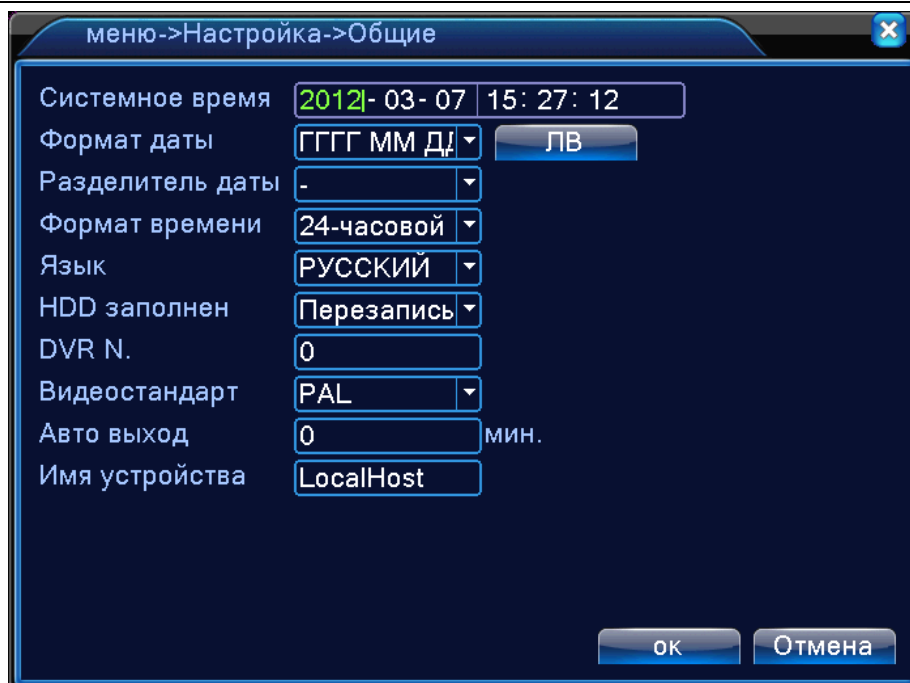 меню->Настройка->Общие
Системное время 2012- 03- 07 15: 27: 12
Формат даты ГГГГ ММ ДД ЛВ
Разделитель даты -
Формат времени 24-часовой
Язык РУССКИЙ
HDD заполнен Перезапись
DVR N. 0
Видеостандарт PAL
Авто выход 0 мин.
Имя устройства LocalHost
ок Отмена